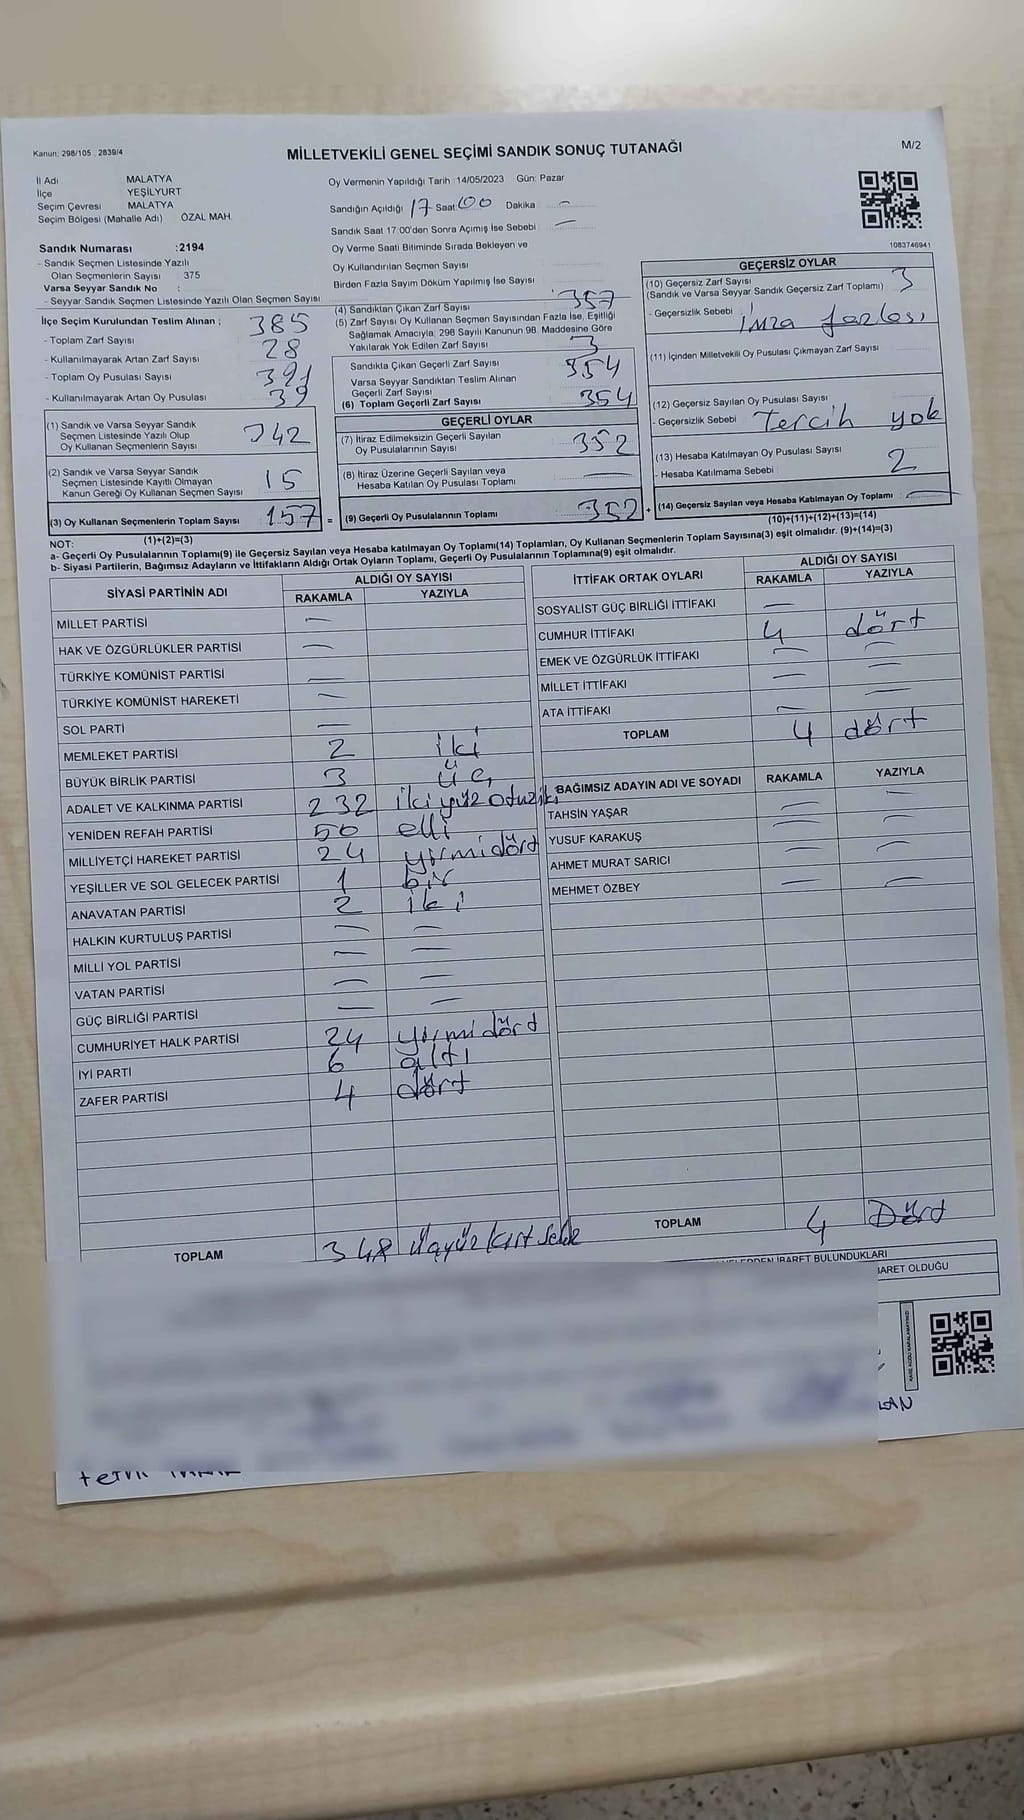 Kanun: 298/105 , 2839/4
MİLLETVEKİLİ GENEL SEÇİMİ SANDIK SONUÇ TUTANAĞI
M/2
İl Adı MALATYA
İlçe YEŞİLYURT
Seçim Çevresi MALATYA
Seçim Bölgesi (Mahalle Adı) ÖZAL MAH.
Sandık Numarası :2194
- Sandık Seçmen Listesinde Yazılı
Olan Seçmenlerin Sayısı : 375
Varsa Seyyar Sandık No :
- Seyyar Sandık Seçmen Listesinde Yazılı Olan Seçmen Sayısı:
Oy Vermenin Yapıldığı Tarih :14/05/2023 Gün: Pazar
Sandığın Açıldığı 17 Saat:00 Dakika –
Sandık Saat 17:00'den Sonra Açımış İse Sebebi : –
Oy Verme Saati Bitiminde Sırada Bekleyen ve
Oy Kullandırılan Seçmen Sayısı
Birden Fazla Sayım Döküm Yapılmış İse Sayısı
1083746941
İlçe Seçim Kurulundan Teslim Alınan ;
- Toplam Zarf Sayısı 385
- Kullanılmayarak Artan Zarf Sayısı 28
- Toplam Oy Pusulası Sayısı 391
- Kullanılmayarak Artan Oy Pusulası 39
(1) Sandık ve Varsa Seyyar Sandık
Seçmen Listesinde Yazılı Olup
Oy Kullanan Seçmenlerin Sayısı 342
(2) Sandık ve Varsa Seyyar Sandık
Seçmen Listesinde Kayıtlı Olmayan
Kanun Gereği Oy Kullanan Seçmen Sayısı 15
(3) Oy Kullanan Seçmenlerin Toplam Sayısı 157 =
(1)+(2)=(3)
(4) Sandıktan Çıkan Zarf Sayısı 357
(5) Zarf Sayısı Oy Kullanan Seçmen Sayısından Fazla İse, Eşitliği
Sağlamak Amacıyla, 298 Sayılı Kanunun 98. Maddesine Göre
Yakılarak Yok Edilen Zarf Sayısı 3
Sandıkta Çıkan Geçerli Zarf Sayısı 354
Varsa Seyyar Sandıktan Teslim Alınan
Geçerli Zarf Sayısı
(6) Toplam Geçerli Zarf Sayısı 354
GEÇERLİ OYLAR
(7) İtiraz Edilmeksizin Geçerli Sayılan
Oy Pusulalarının Sayısı 352
(8) İtiraz Üzerine Geçerli Sayılan veya
Hesaba Katılan Oy Pusulası Toplamı –
(9) Geçerli Oy Pusulalarının Toplamı 352 +
GEÇERSİZ OYLAR
(10) Geçersiz Zarf Sayısı 3
(Sandık ve Varsa Seyyar Sandık Geçersiz Zarf Toplamı)
- Geçersizlik Sebebi : imza fazlası
(11) İçinden Milletvekili Oy Pusulası Çıkmayan Zarf Sayısı
(12) Geçersiz Sayılan Oy Pusulası Sayısı
- Geçersizlik Sebebi : Tercih yok
(13) Hesaba Katılmayan Oy Pusulası Sayısı 2
- Hesaba Katılmama Sebebi :
(14) Geçersiz Sayılan veya Hesaba Katılmayan Oy Toplamı –
(10)+(11)+(12)+(13)=(14)
NOT:
a- Geçerli Oy Pusulalarının Toplamı(9) ile Geçersiz Sayılan veya Hesaba katılmayan Oy Toplamı(14) Toplamları, Oy Kullanan Seçmenlerin Toplam Sayısına(3) eşit olmalıdır. (9)+(14)=(3)
b- Siyasi Partilerin, Bağımsız Adayların ve İttifakların Aldığı Ortak Oyların Toplamı, Geçerli Oy Pusulalarının Toplamına(9) eşit olmalıdır.
SİYASİ PARTİNİN ADI ALDIĞI OY SAYISI
RAKAMLA YAZIYLA
MİLLET PARTİSİ –
HAK VE ÖZGÜRLÜKLER PARTİSİ –
TÜRKİYE KOMÜNİST PARTİSİ –
TÜRKİYE KOMÜNİST HAREKETİ –
SOL PARTİ –
MEMLEKET PARTİSİ 2 iki
BÜYÜK BİRLİK PARTİSİ 3 üç
ADALET VE KALKINMA PARTİSİ 232 ikiyüzotuziki
YENİDEN REFAH PARTİSİ 50 elli
MİLLİYETÇİ HAREKET PARTİSİ 24 yirmidört
YEŞİLLER VE SOL GELECEK PARTİSİ 1 bir
ANAVATAN PARTİSİ 2 iki
HALKIN KURTULUŞ PARTİSİ – –
MİLLİ YOL PARTİSİ – –
VATAN PARTİSİ – –
GÜÇ BİRLİĞİ PARTİSİ – –
CUMHURİYET HALK PARTİSİ 24 yirmidört
İYİ PARTİ 6 altı
ZAFER PARTİSİ 4 dört
TOPLAM 348 üçyüz kırt sekiz
İTTİFAK ORTAK OYLARI ALDIĞI OY SAYISI
RAKAMLA YAZIYLA
SOSYALİST GÜÇ BİRLİĞİ İTTİFAKI –
CUMHUR İTTİFAKI 4 dört
EMEK VE ÖZGÜRLÜK İTTİFAKI – –
MİLLET İTTİFAKI – –
ATA İTTİFAKI – –
TOPLAM 4 dört
BAĞIMSIZ ADAYIN ADI VE SOYADI RAKAMLA YAZIYLA
TAHSİN YAŞAR – –
YUSUF KARAKUŞ – –
AHMET MURAT SARICI – –
MEHMET ÖZBEY – –
TOPLAM 4 Dört
İBARET BULUNDUKLARI
BARET OLDUĞU
KARE KODU KARALAMAYINIZ